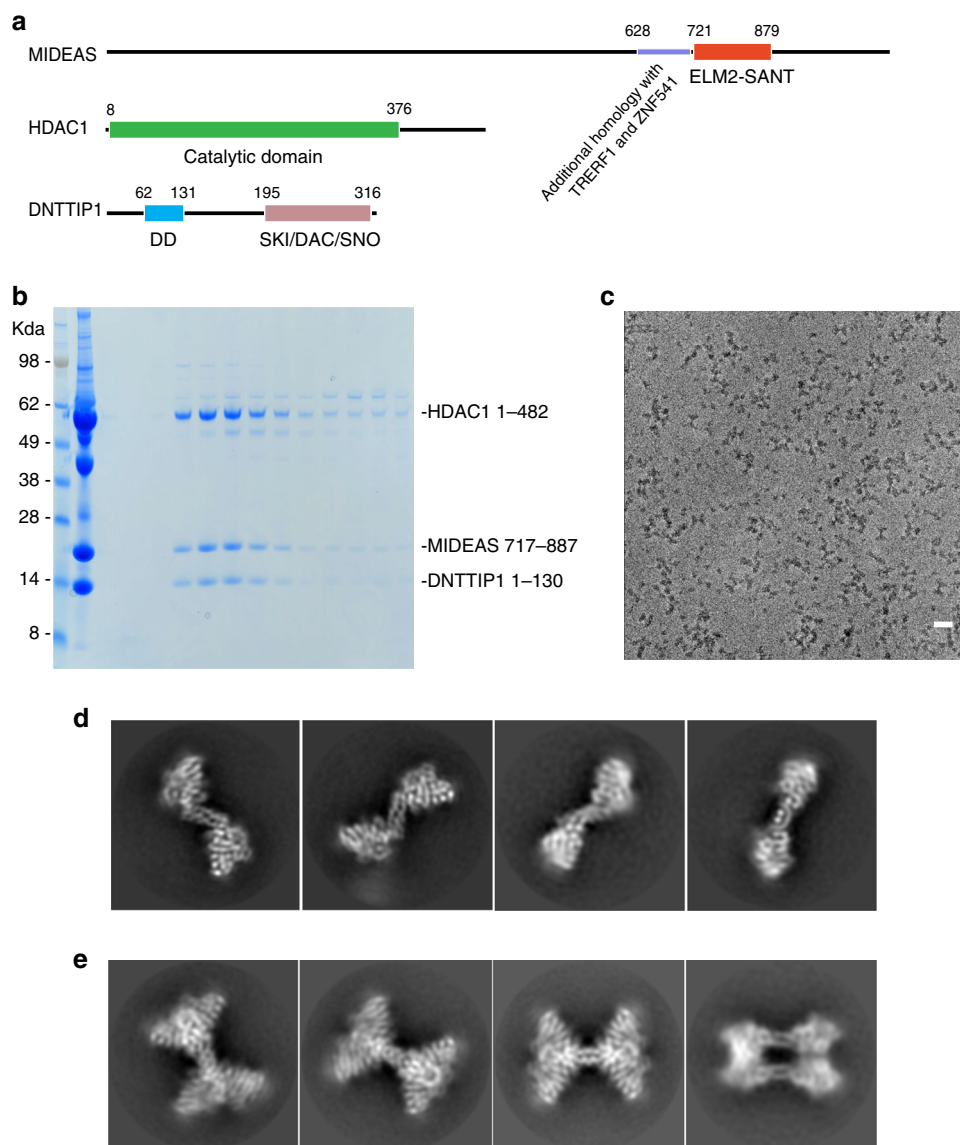 a
628 721 879
MIDEAS
ELM2-SANT
Additional homology with
TRERF1 and ZNF541
8 376
HDAC1
Catalytic domain
62 131 195 316
DNTTIP1
DD SKI/DAC/SNO
b
Kda
98 -
62 -
49 -
38 -
28 -
14 -
8 -
-HDAC1 1–482
-MIDEAS 717–887
-DNTTIP1 1–130
c
d
e